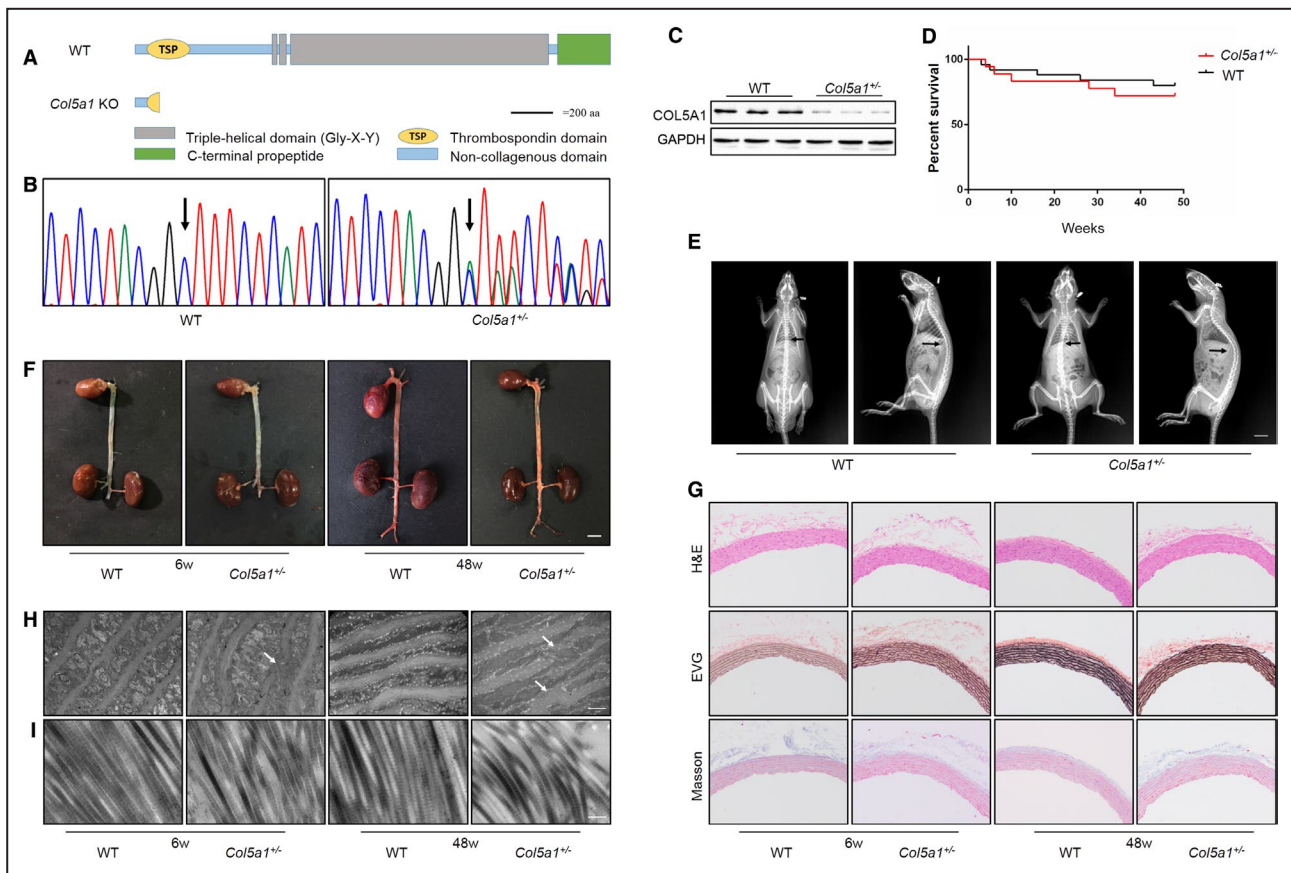 A
WT
TSP
Col5a1 KO
=200 aa
Triple-helical domain (Gly-X-Y)
TSP
Thrombospondin domain
C-terminal propeptide
Non-collagenous domain
B
WT
Col5a1+/-
C
WT
Col5a1+/-
COL5A1
GAPDH
D
Percent survival
100
50
0
0
10
20
30
40
50
Weeks
Col5a1+/-
WT
E
WT
Col5a1+/-
F
6w
48w
WT
Col5a1+/-
WT
Col5a1+/-
G
H&E
EVG
Masson
6w
48w
WT
Col5a1+/-
WT
Col5a1+/-
H
I
6w
48w
WT
Col5a1+/-
WT
Col5a1+/-